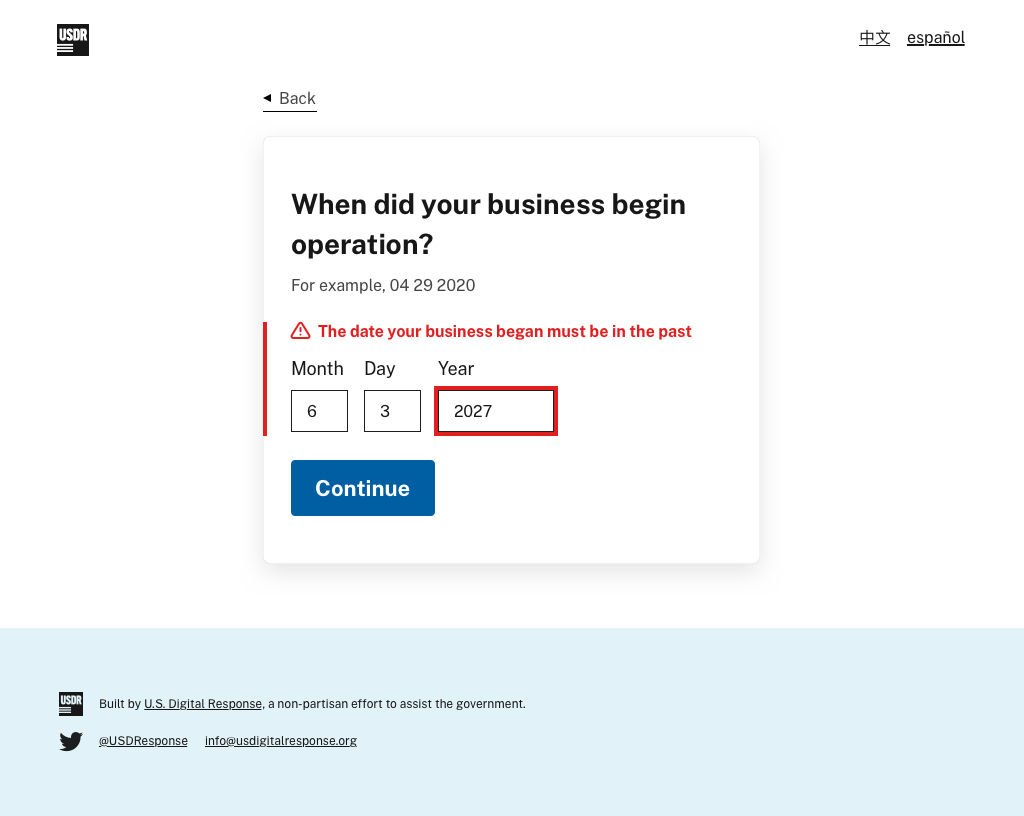 USDR
中文 español
Back
When did your business begin
operation?
For example, 04 29 2020
The date your business began must be in the past
Month Day Year
6 3 2027
Continue
USDR
Built by U.S. Digital Response, a non-partisan effort to assist the government.
@USDResponse info@usdigitalresponse.org